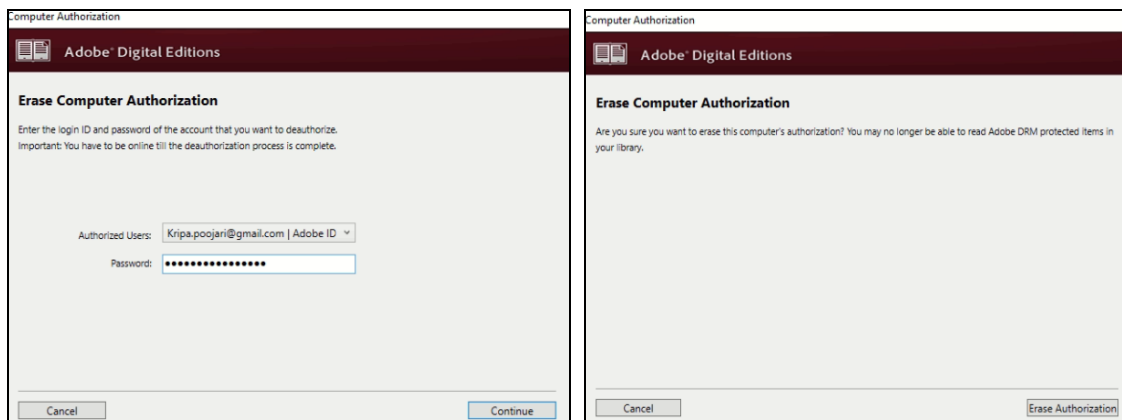 Computer Authorization
Adobe® Digital Editions
Erase Computer Authorization
Enter the login ID and password of the account that you want to deauthorize.
Important: You have to be online till the deauthorization process is complete.
Authorized Users: Kripa.poojari@gmail.com | Adobe ID
Password: ••••••••••••••••
Cancel Continue
Computer Authorization
Adobe® Digital Editions
Erase Computer Authorization
Are you sure you want to erase this computer's authorization? You may no longer be able to read Adobe DRM protected items in
your library.
Cancel Erase Authorization